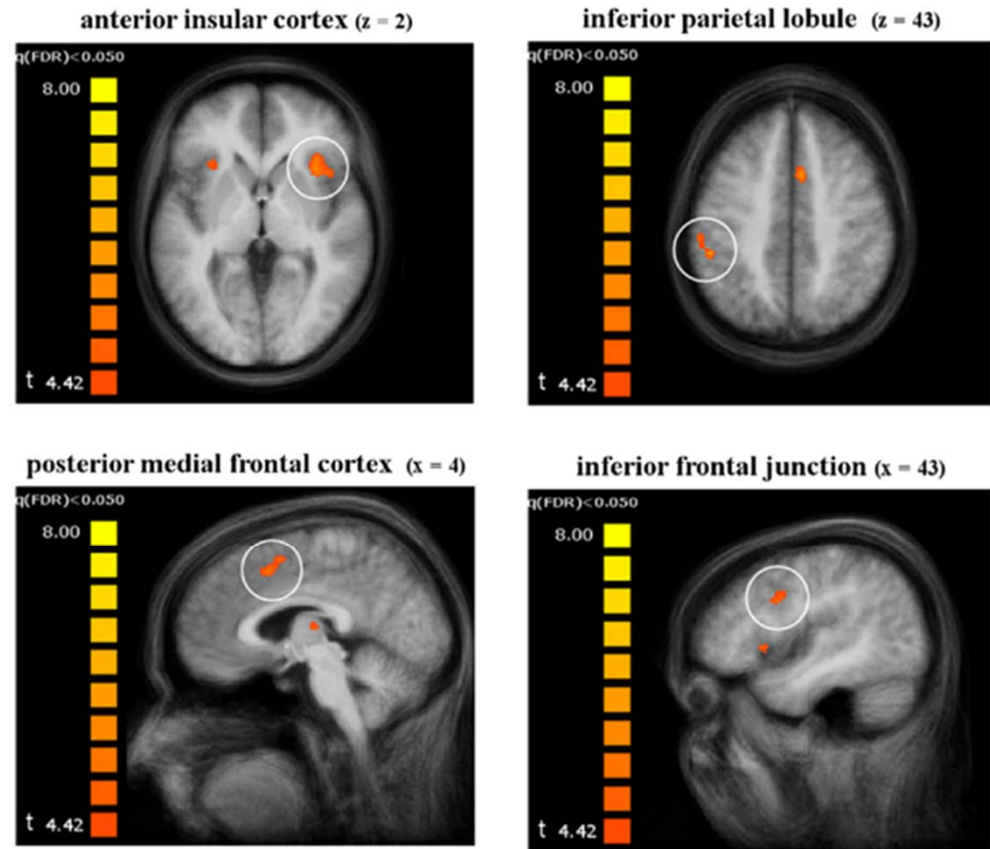 anterior insular cortex (z = 2)
q(FDR)<0.050
8.00
t 4.42
inferior parietal lobule (z = 43)
q(FDR)<0.050
8.00
t 4.42
posterior medial frontal cortex (x = 4)
q(FDR)<0.050
8.00
t 4.42
inferior frontal junction (x = 43)
q(FDR)<0.050
8.00
t 4.42